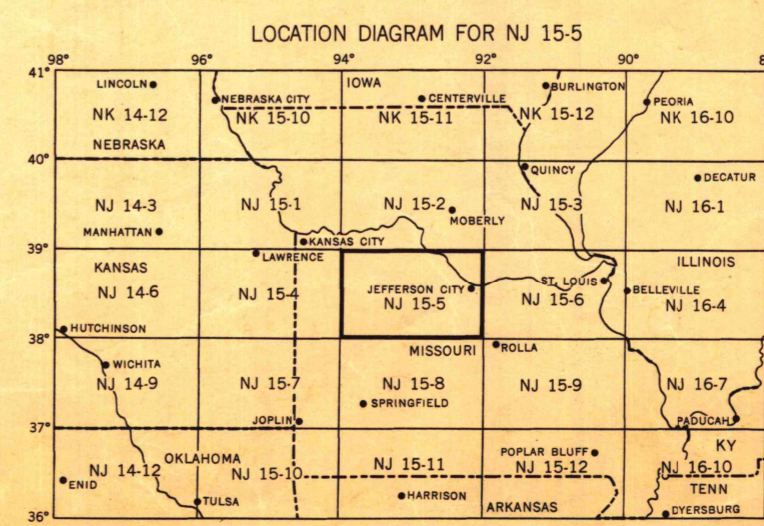 LOCATION DIAGRAM FOR NJ 15-5
98° 96° 94° 92° 90° 8
41°
LINCOLN IOWA BURLINGTON
NEBRASKA CITY CENTERVILLE PEORIA
NK 14-12 NK 15-10 NK 15-11 NK 15-12 NK 16-10
NEBRASKA
40°
QUINCY DECATUR
NJ 14-3 NJ 15-1 NJ 15-2 NJ 15-3 NJ 16-1
MOBERLY
MANHATTAN KANSAS CITY
39°
LAWRENCE ILLINOIS
KANSAS
JEFFERSON CITY ST. LOUIS BELLEVILLE
NJ 14-6 NJ 15-4 NJ 15-5 NJ 15-6 NJ 16-4
HUTCHINSON
38°
MISSOURI ROLLA
WICHITA
NJ 14-9 NJ 15-7 NJ 15-8 NJ 15-9 NJ 16-7
SPRINGFIELD
JOPLIN PADUCAH
37°
KY
OKLAHOMA POPLAR BLUFF
NJ 14-12 NJ 15-10 NJ 15-11 NJ 15-12 NJ 16-10
ENID TENN
TULSA HARRISON ARKANSAS DYERSBURG
36°